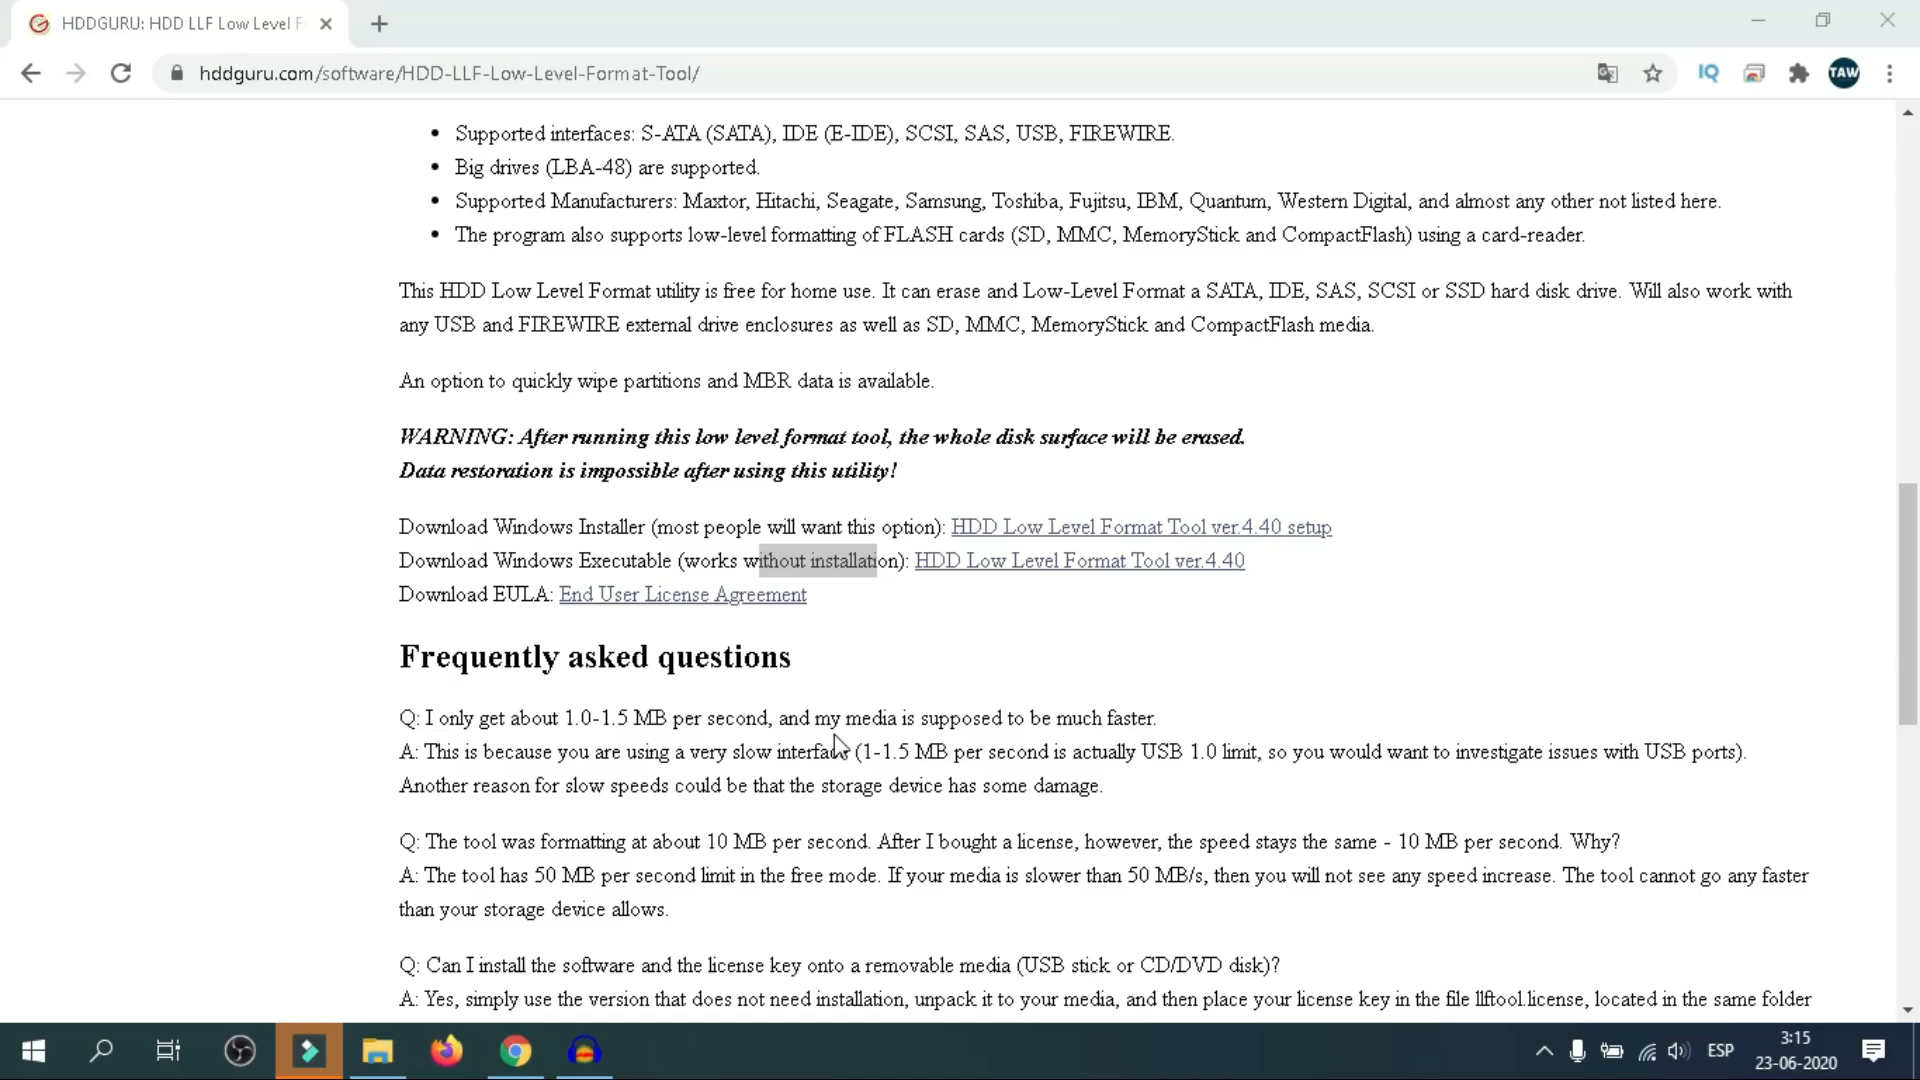 HDDGURU: HDD LLF Low Level F
hddguru.com/software/HDD-LLF-Low-Level-Format-Tool/
IQ
TAW
• Supported interfaces: S-ATA (SATA), IDE (E-IDE), SCSI, SAS, USB, FIREWIRE.
• Big drives (LBA-48) are supported.
• Supported Manufacturers: Maxtor, Hitachi, Seagate, Samsung, Toshiba, Fujitsu, IBM, Quantum, Western Digital, and almost any other not listed here.
• The program also supports low-level formatting of FLASH cards (SD, MMC, MemoryStick and CompactFlash) using a card-reader.
This HDD Low Level Format utility is free for home use. It can erase and Low-Level Format a SATA, IDE, SAS, SCSI or SSD hard disk drive. Will also work with
any USB and FIREWIRE external drive enclosures as well as SD, MMC, MemoryStick and CompactFlash media.
An option to quickly wipe partitions and MBR data is available.
WARNING: After running this low level format tool, the whole disk surface will be erased.
Data restoration is impossible after using this utility!
Download Windows Installer (most people will want this option): HDD Low Level Format Tool ver.4.40 setup
Download Windows Executable (works without installation): HDD Low Level Format Tool ver.4.40
Download EULA: End User License Agreement
Frequently asked questions
Q: I only get about 1.0-1.5 MB per second, and my media is supposed to be much faster.
A: This is because you are using a very slow interface (1-1.5 MB per second is actually USB 1.0 limit, so you would want to investigate issues with USB ports).
Another reason for slow speeds could be that the storage device has some damage.
Q: The tool was formatting at about 10 MB per second. After I bought a license, however, the speed stays the same - 10 MB per second. Why?
A: The tool has 50 MB per second limit in the free mode. If your media is slower than 50 MB/s, then you will not see any speed increase. The tool cannot go any faster
than your storage device allows.
Q: Can I install the software and the license key onto a removable media (USB stick or CD/DVD disk)?
A: Yes, simply use the version that does not need installation, unpack it to your media, and then place your license key in the file llftool.license, located in the same folder
ESP
3:15
23-06-2020